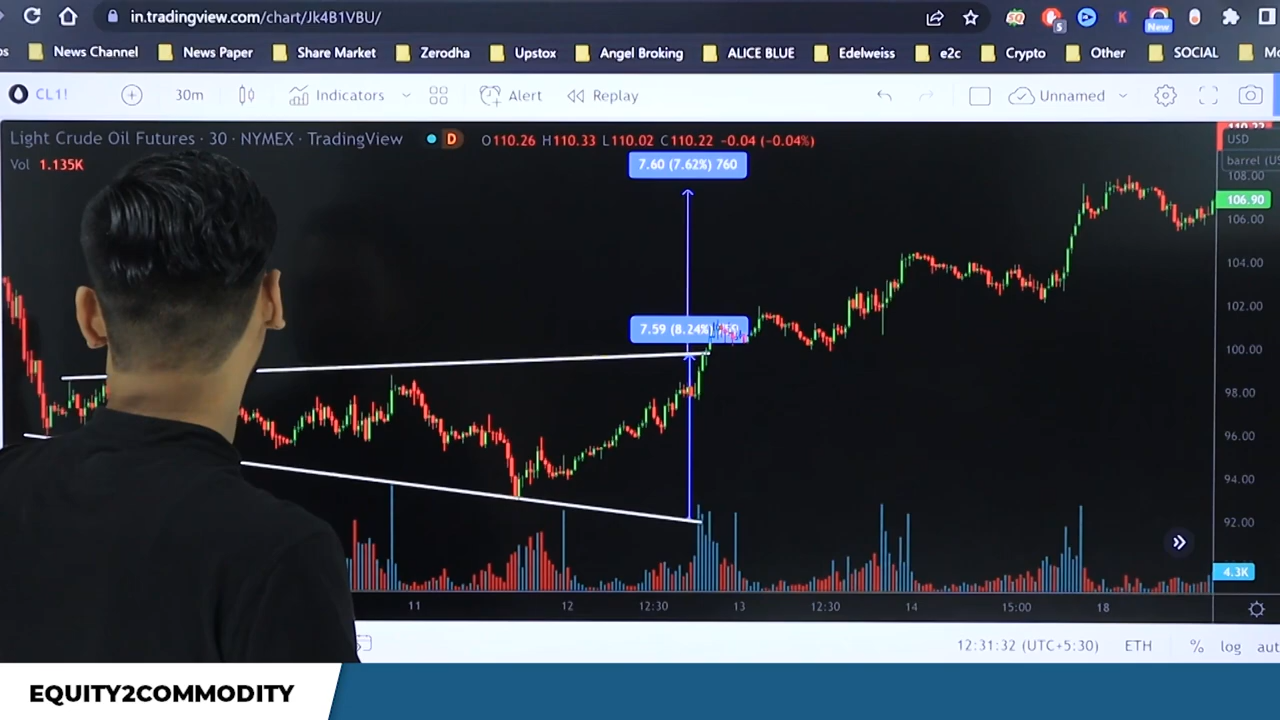 in.tradingview.com/chart/Jk4B1VBU/
5
K
New
ps News Channel News Paper Share Market Zerodha Upstox Angel Broking ALICE BLUE Edelweiss e2c Crypto Other SOCIAL Mo
CL1! 30m Indicators Alert Replay Unnamed
Light Crude Oil Futures · 30 · NYMEX · TradingView D O110.26 H110.33 L110.02 C110.22 -0.04 (-0.04%)
Vol 1.135K
7.60 (7.62%) 760
USD
barrel (US
108.00
106.90
106.00
104.00
102.00
7.59 (8.24%)
100.00
98.00
96.00
94.00
92.00
4.3K
11 12 12:30 13 12:30 14 15:00 18
12:31:32 (UTC+5:30) ETH % log aut
EQUITY2COMMODITY